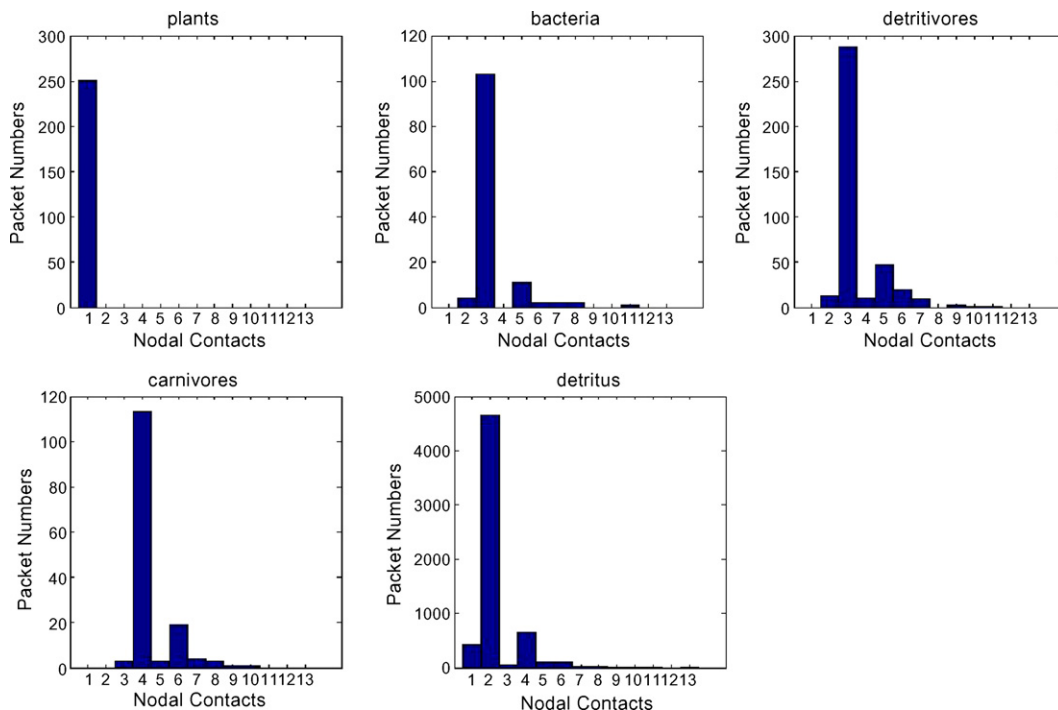 plants
300
250
200
150
100
50
0
Packet Numbers
1 2 3 4 5 6 7 8 9 10 11 12 13
Nodal Contacts
bacteria
120
100
80
60
40
20
0
Packet Numbers
1 2 3 4 5 6 7 8 9 10 11 12 13
Nodal Contacts
detritivores
300
250
200
150
100
50
0
Packet Numbers
1 2 3 4 5 6 7 8 9 10 11 12 13
Nodal Contacts
carnivores
120
100
80
60
40
20
0
Packet Numbers
1 2 3 4 5 6 7 8 9 10 11 12 13
Nodal Contacts
detritus
5000
4000
3000
2000
1000
0
Packet Numbers
1 2 3 4 5 6 7 8 9 10 11 12 13
Nodal Contacts